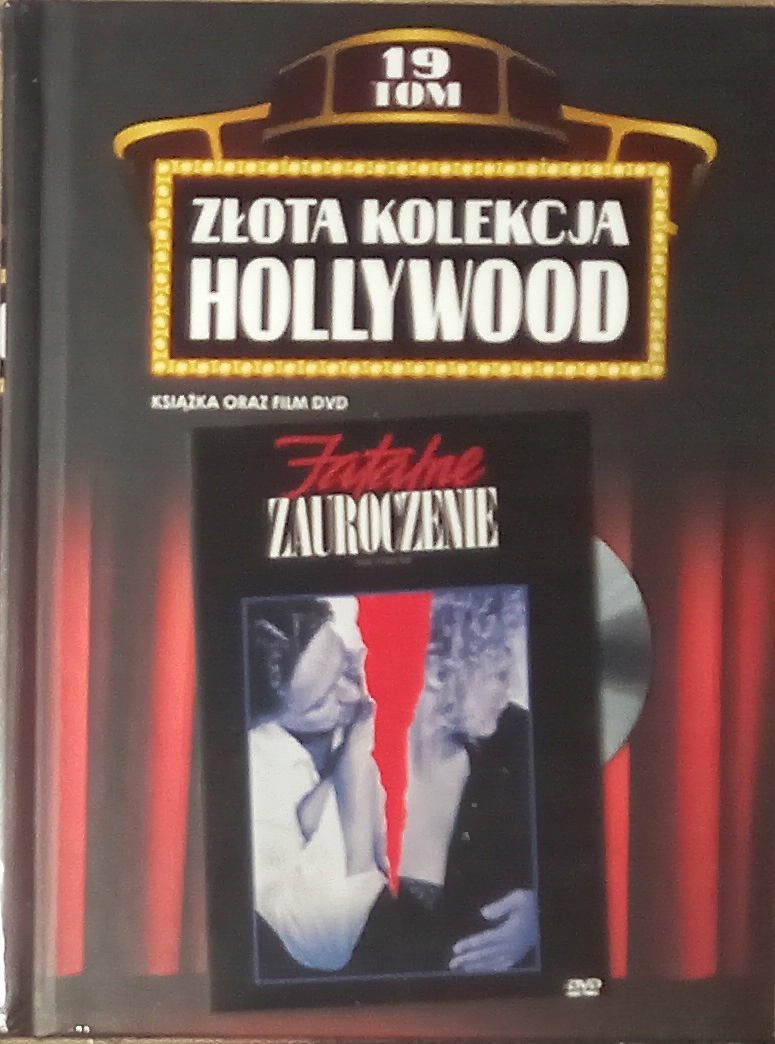 19
TOM
ZŁOTA KOLEKCJA
HOLLYWOOD
KSIĄŻKA ORAZ FILM DVD
Fatalne
ZAUROCZENIE
DVD